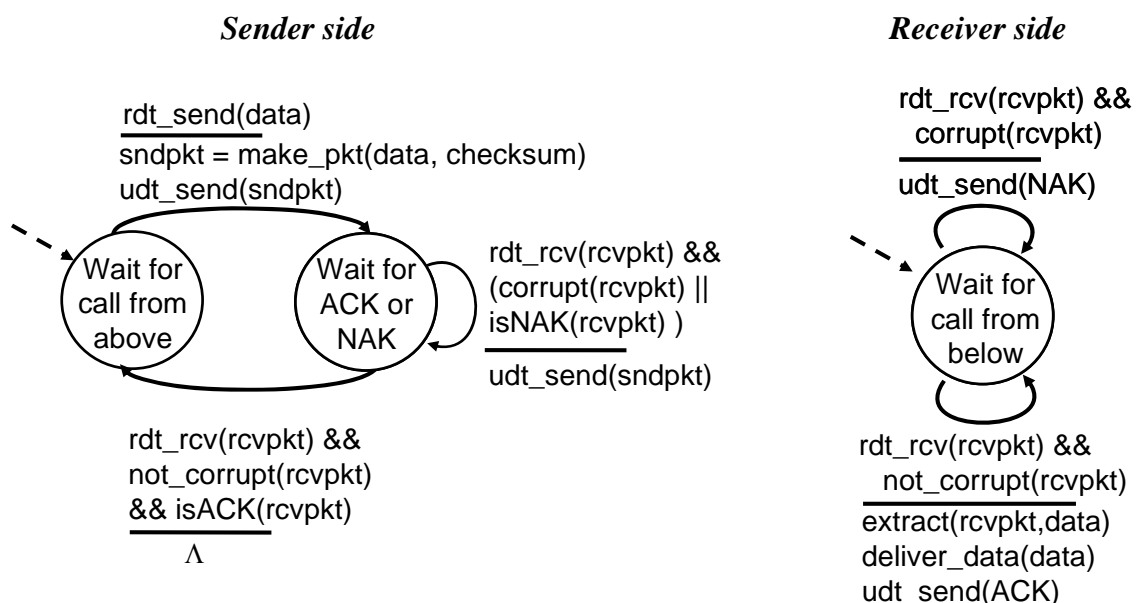 Sender side
Receiver side
rdt_send(data)
sndpkt = make_pkt(data, checksum)
udt_send(sndpkt)
Wait for
call from
above
Wait for
ACK or
NAK
rdt_rcv(rcvpkt) &&
(corrupt(rcvpkt) ||
isNAK(rcvpkt) )
udt_send(sndpkt)
rdt_rcv(rcvpkt) &&
not_corrupt(rcvpkt)
&& isACK(rcvpkt)
Λ
rdt_rcv(rcvpkt) &&
corrupt(rcvpkt)
udt_send(NAK)
Wait for
call from
below
rdt_rcv(rcvpkt) &&
not_corrupt(rcvpkt)
extract(rcvpkt,data)
deliver_data(data)
udt_send(ACK)